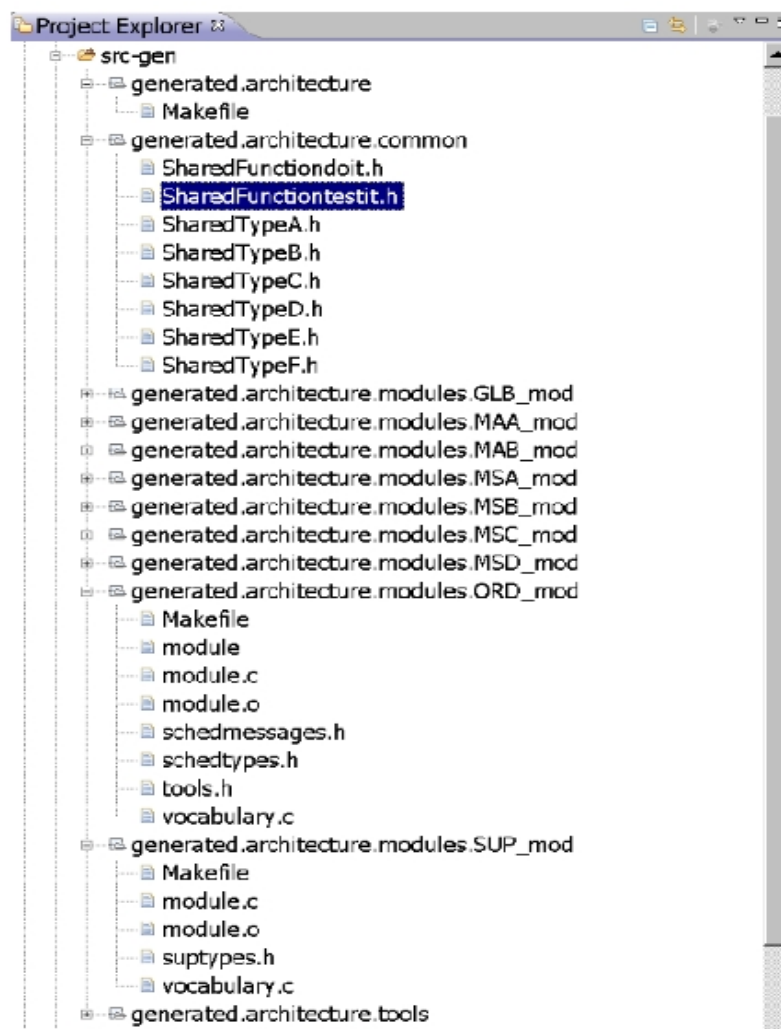 Project Explorer
src-gen
generated.architecture
Makefile
generated.architecture.common
SharedFunctiondoit.h
SharedFunctiontestit.h
SharedTypeA.h
SharedTypeB.h
SharedTypeC.h
SharedTypeD.h
SharedTypeE.h
SharedTypeF.h
generated.architecture.modules.GLB_mod
generated.architecture.modules.MAA_mod
generated.architecture.modules.MAB_mod
generated.architecture.modules.MSA_mod
generated.architecture.modules.MSB_mod
generated.architecture.modules.MSC_mod
generated.architecture.modules.MSD_mod
generated.architecture.modules.ORD_mod
Makefile
module
module.c
module.o
schedmessages.h
schedtypes.h
tools.h
vocabulary.c
generated.architecture.modules.SUP_mod
Makefile
module.c
module.o
suptypes.h
vocabulary.c
generated.architecture.tools